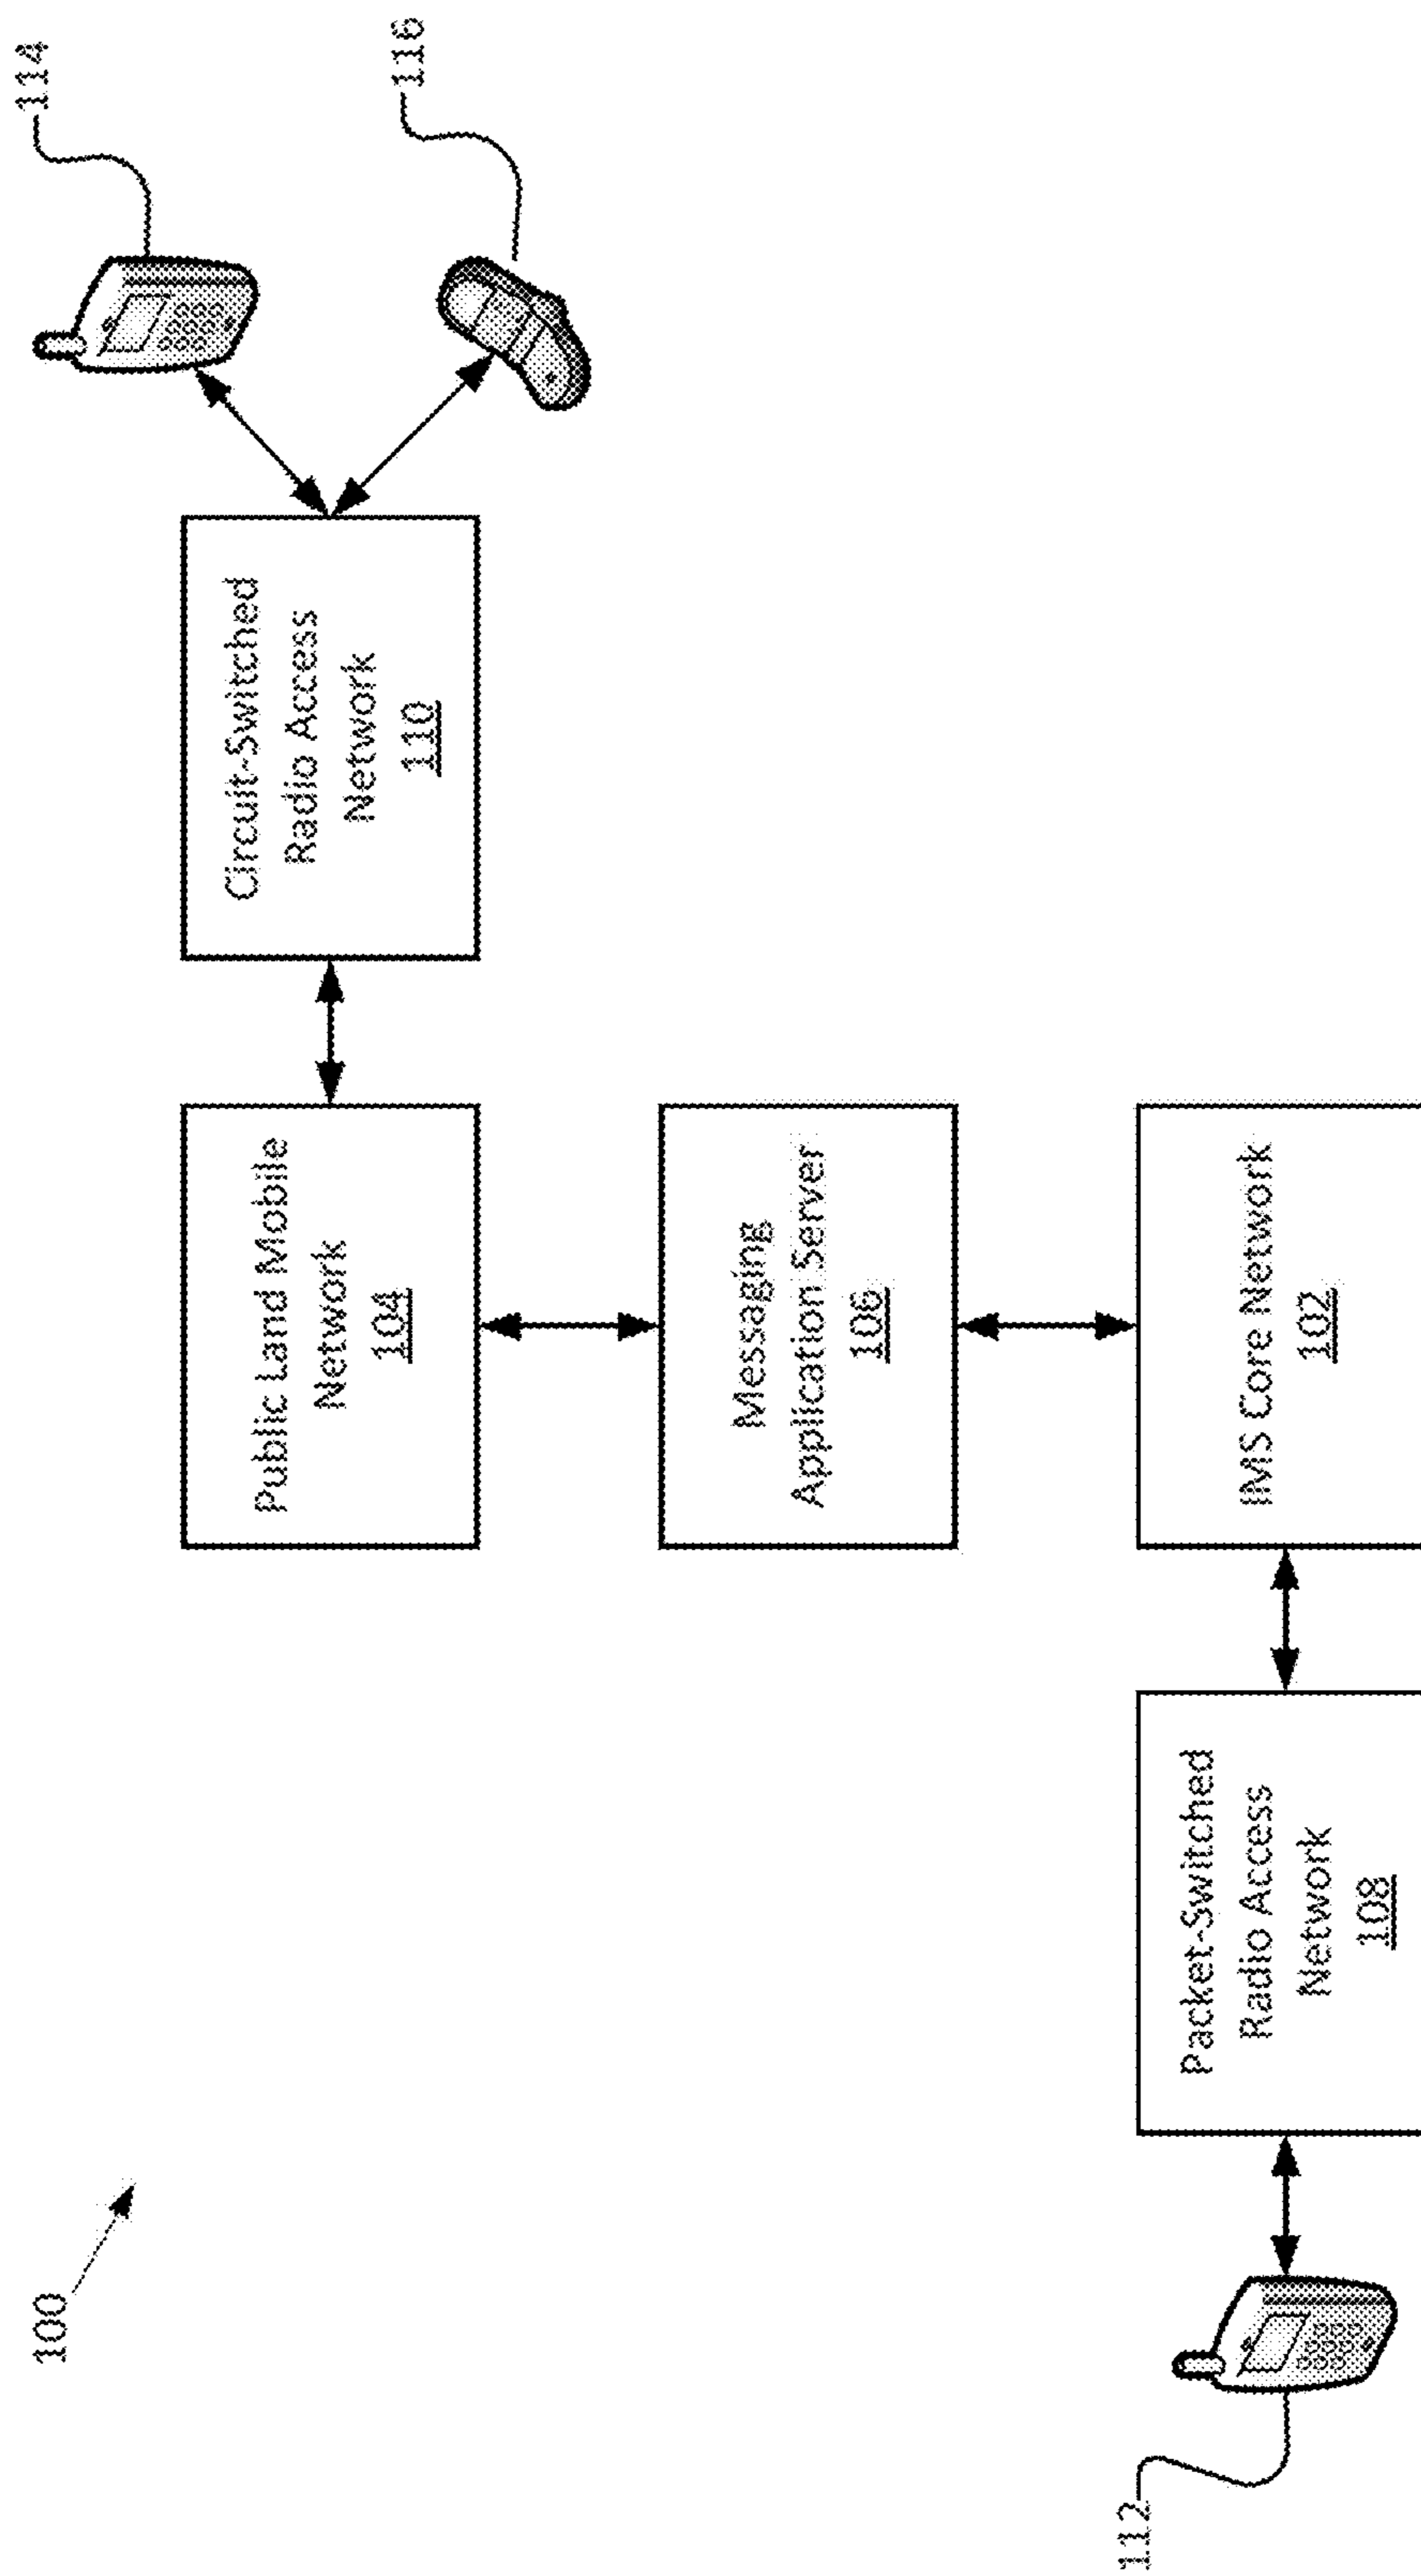 100
114
116
Public Land Mobile
Network
104
Circuit-Switched
Radio Access
Network
110
Messaging
Application Server
106
112
Packet-Switched
Radio Access
Network
108
IMS Core Network
102